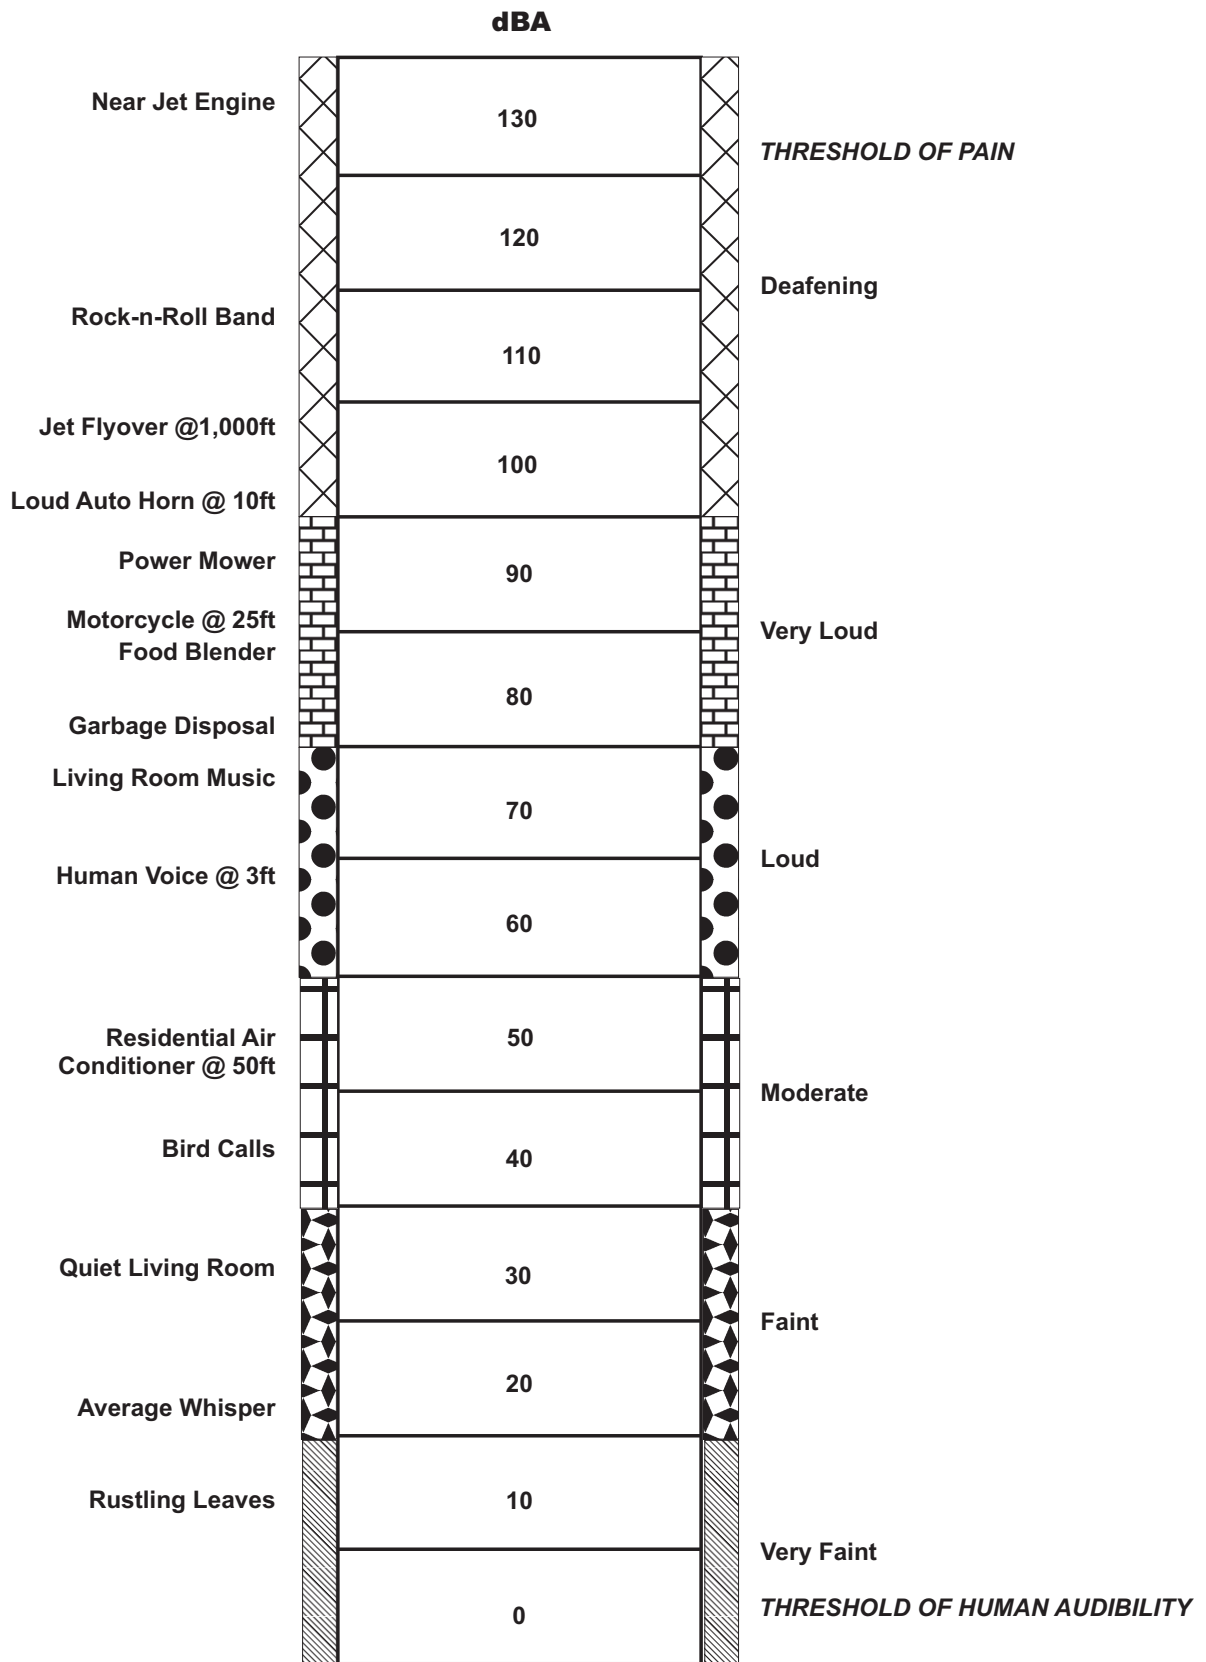 dBA
Near Jet Engine
130
THRESHOLD OF PAIN
120
Deafening
Rock-n-Roll Band
110
Jet Flyover @1,000ft
100
Loud Auto Horn @ 10ft
Power Mower
90
Motorcycle @ 25ft
Very Loud
Food Blender
80
Garbage Disposal
Living Room Music
70
Loud
Human Voice @ 3ft
60
Residential Air
Conditioner @ 50ft
50
Moderate
Bird Calls
40
Quiet Living Room
30
Faint
20
Average Whisper
Rustling Leaves
10
Very Faint
THRESHOLD OF HUMAN AUDIBILITY
0